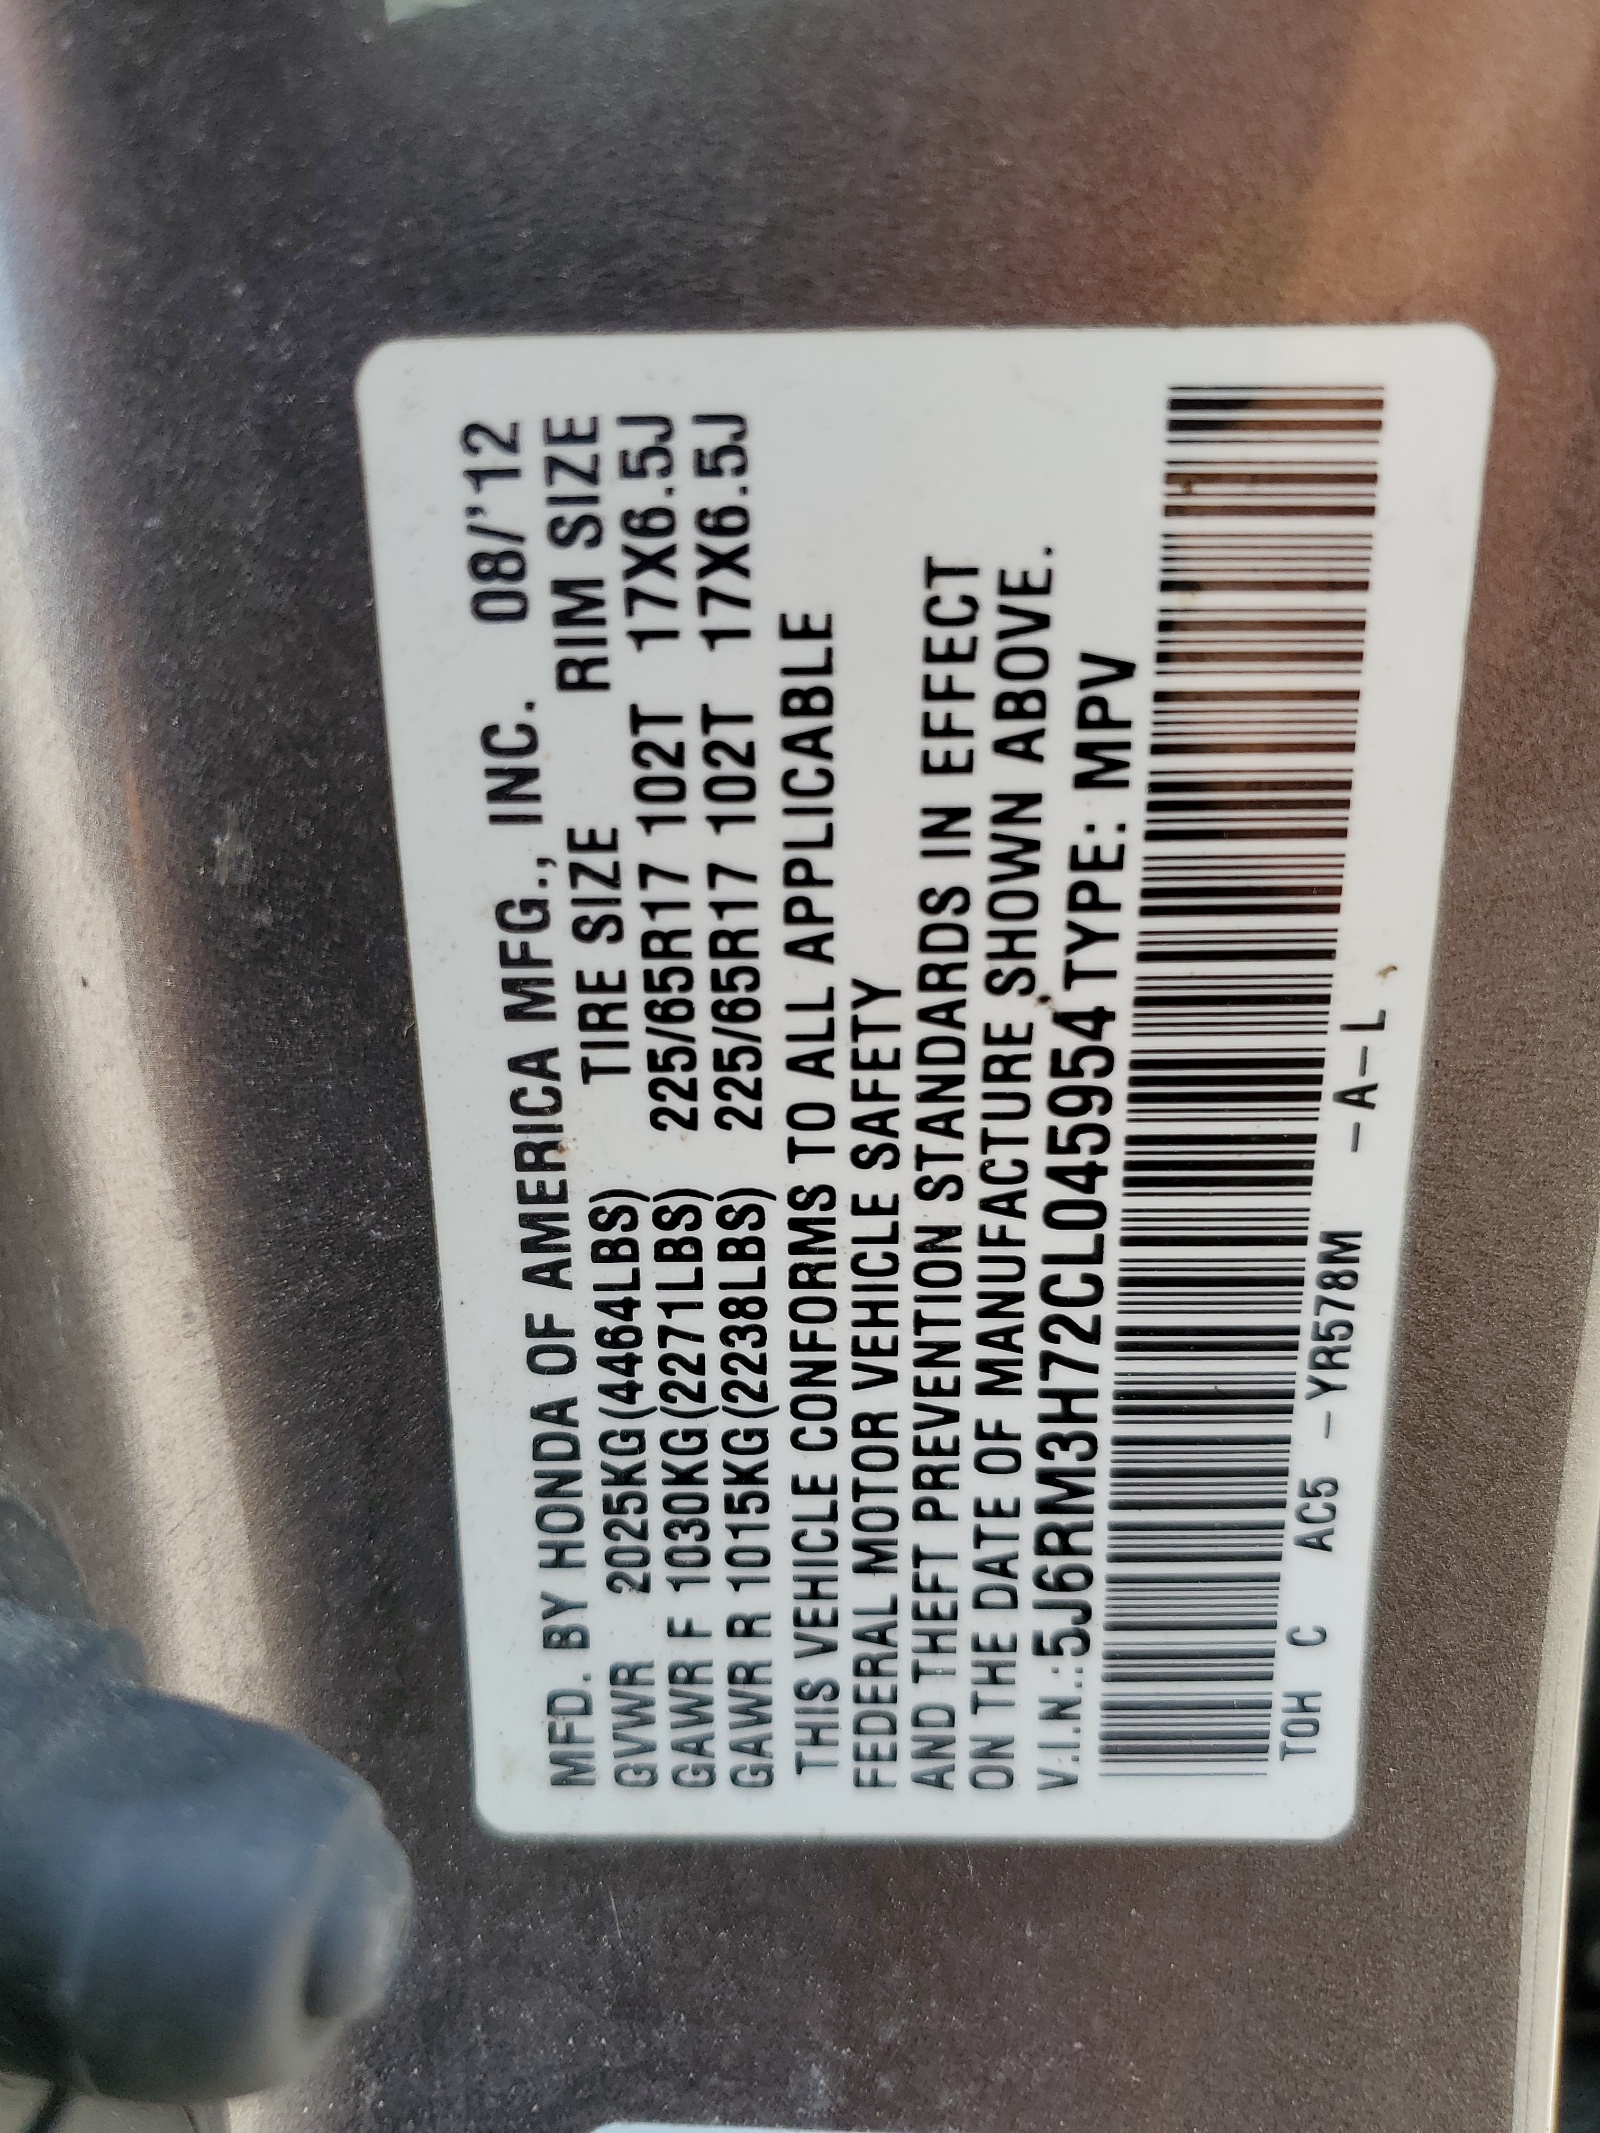 MFD. BY HONDA OF AMERICA MFG., INC. 08/'12
TIRE SIZE RIM SIZE
GVWR 2025KG(4464LBS)
GAWR F 1030KG(2271LBS) 225/65R17 102T 17X6.5J
GAWR R 1015KG(2238LBS) 225/65R17 102T 17X6.5J
THIS VEHICLE CONFORMS TO ALL APPLICABLE
FEDERAL MOTOR VEHICLE SAFETY
AND THEFT PREVENTION STANDARDS IN EFFECT
ON THE DATE OF MANUFACTURE SHOWN ABOVE.
V.I.N.:5J6RM3H72CL045954 TYPE: MPV
TOH C AC5 -YR578M -A-L